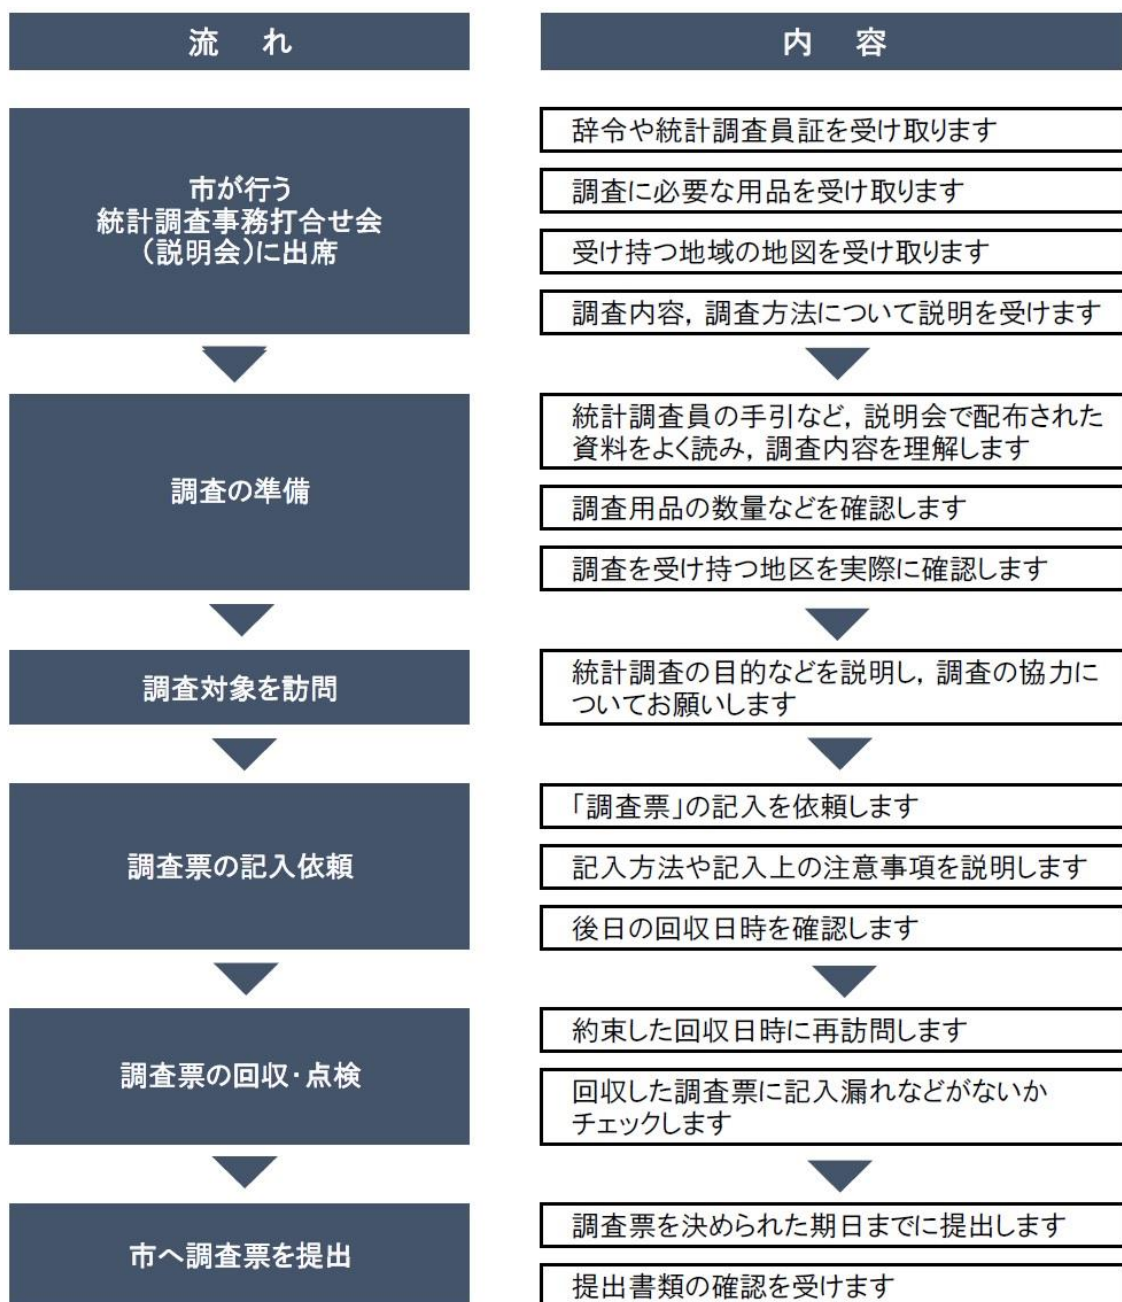 流 れ
内 容
市が行う
統計調査事務打合せ会
(説明会)に出席
辞令や統計調査員証を受け取ります
調査に必要な用品を受け取ります
受け持つ地域の地図を受け取ります
調査内容,調査方法について説明を受けます
調査の準備
統計調査員の手引など,説明会で配布された
資料をよく読み,調査内容を理解します
調査用品の数量などを確認します
調査を受け持つ地区を実際に確認します
調査対象を訪問
統計調査の目的などを説明し,調査の協力に
ついてお願いします
調査票の記入依頼
「調査票」の記入を依頼します
記入方法や記入上の注意事項を説明します
後日の回収日時を確認します
調査票の回収・点検
約束した回収日時に再訪問します
回収した調査票に記入漏れなどがないか
チェックします
市へ調査票を提出
調査票を決められた期日までに提出します
提出書類の確認を受けます